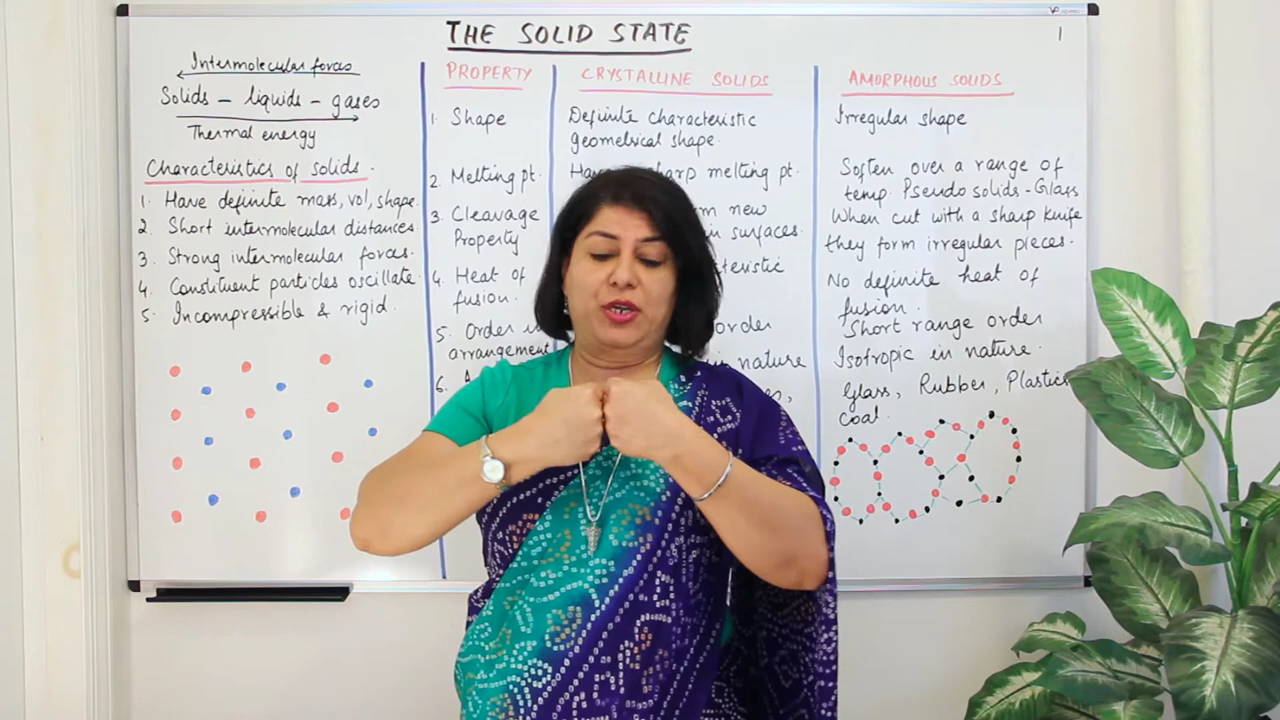 THE SOLID STATE
1
Intermolecular forces
Solids – liquids – gases
Thermal energy
Characteristics of solids.
1. Have definite mass, vol, shape.
2. Short intermolecular distances.
3. Strong intermolecular forces.
4. Constituent particles oscillate.
5. Incompressible & rigid.
PROPERTY
1. Shape
2. Melting pt.
3. Cleavage
Property
4. Heat of
fusion.
5. Order
arrangement
6.
CRYSTALLINE SOLIDS
Definite characteristic
geometrical shape.
sharp melting pt.
new
surfaces.
order
in nature
AMORPHOUS SOLIDS
Irregular shape
Soften over a range of
temp. Pseudo solids – Glass
When cut with a sharp knife
they form irregular pieces.
No definite heat of
fusion.
Short range order
Isotropic in nature.
Glass, Rubber, Plastics
coal.